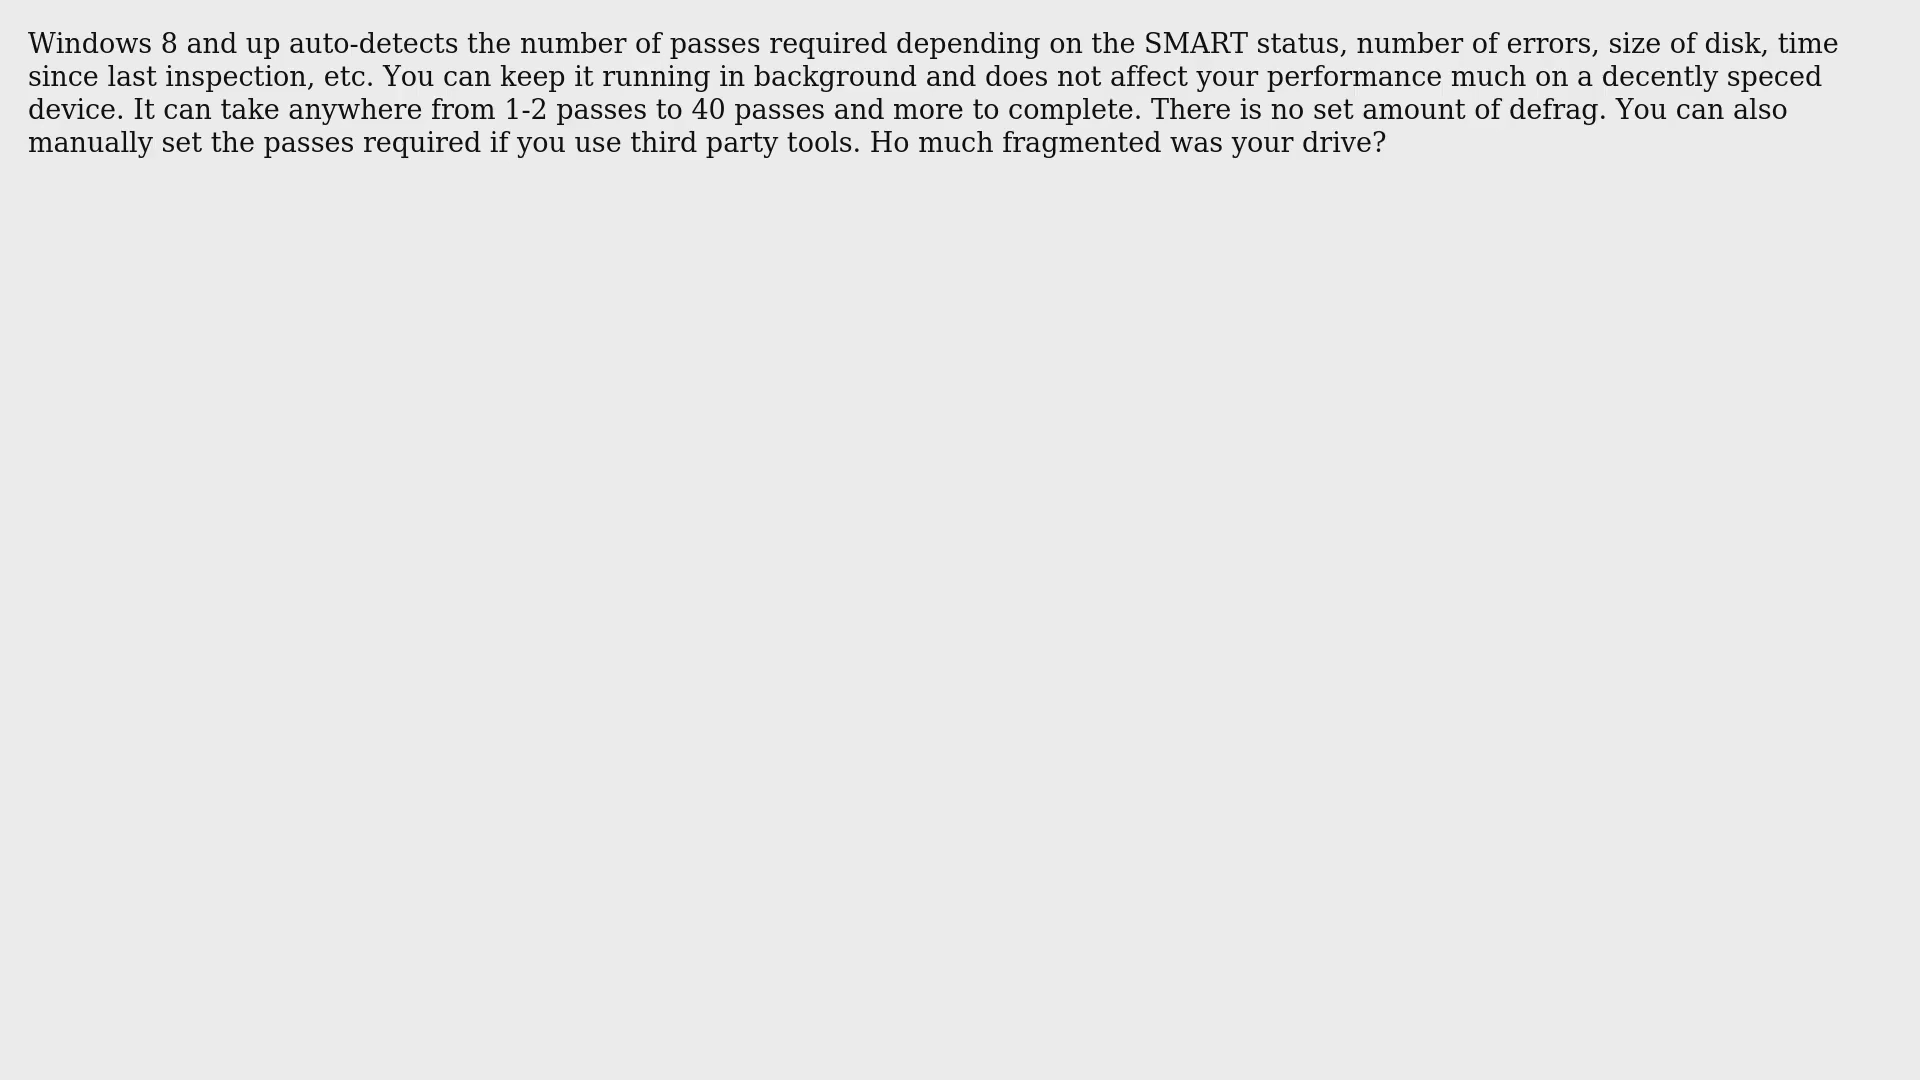 Windows 8 and up auto-detects the number of passes required depending on the SMART status, number of errors, size of disk, time
since last inspection, etc. You can keep it running in background and does not affect your performance much on a decently speced
device. It can take anywhere from 1-2 passes to 40 passes and more to complete. There is no set amount of defrag. You can also
manually set the passes required if you use third party tools. Ho much fragmented was your drive?